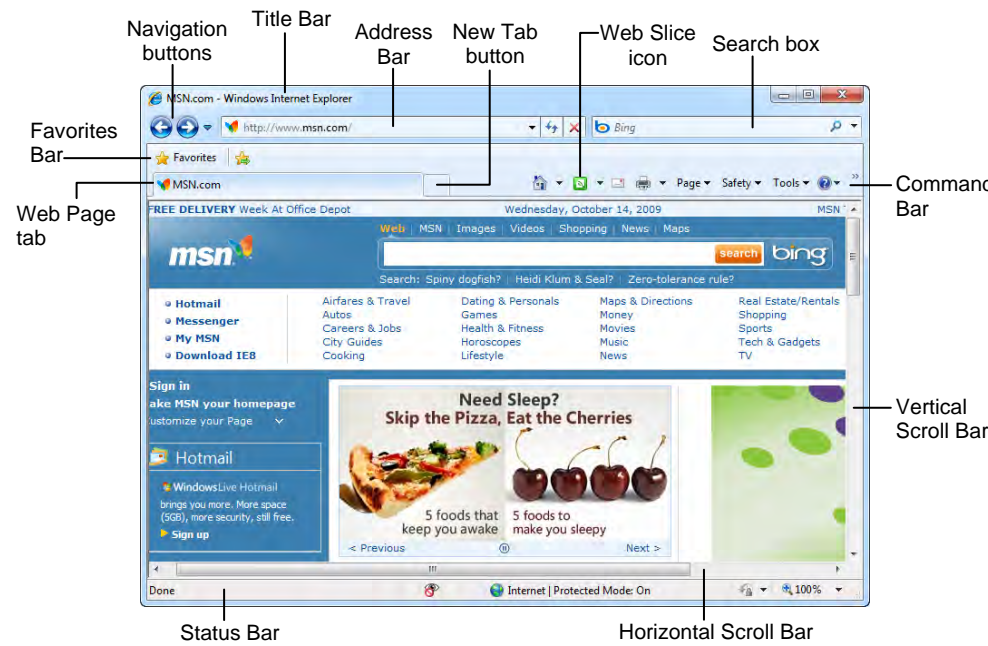 Title Bar
Navigation
buttons
Address
Bar
New Tab
button
Web Slice
icon
Search box
Favorites
Bar
Web Page
tab
Command
Bar
Vertical
Scroll Bar
Status Bar
Horizontal Scroll Bar
MSN.com - Windows Internet Explorer
http://www.msn.com/
Bing
Favorites
MSN.com
Page Safety Tools
FREE DELIVERY Week At Office Depot Wednesday, October 14, 2009 MSN
Web MSN Images Videos Shopping News Maps
msn
search bing
Search: Spiny dogfish? Heidi Klum & Seal? Zero-tolerance rule?
Hotmail
Messenger
My MSN
Download IE8
Airfares & Travel
Autos
Careers & Jobs
City Guides
Cooking
Dating & Personals
Games
Health & Fitness
Horoscopes
Lifestyle
Maps & Directions
Money
Movies
Music
News
Real Estate/Rentals
Shopping
Sports
Tech & Gadgets
TV
Sign in
ake MSN your homepage
ustomize your Page
Hotmail
WindowsLive Hotmail
brings you more. More space
(5GB), more security, still free.
Sign up
Need Sleep?
Skip the Pizza, Eat the Cherries
5 foods that
keep you awake
5 foods to
make you sleepy
< Previous Next >
Done Internet | Protected Mode: On 100%